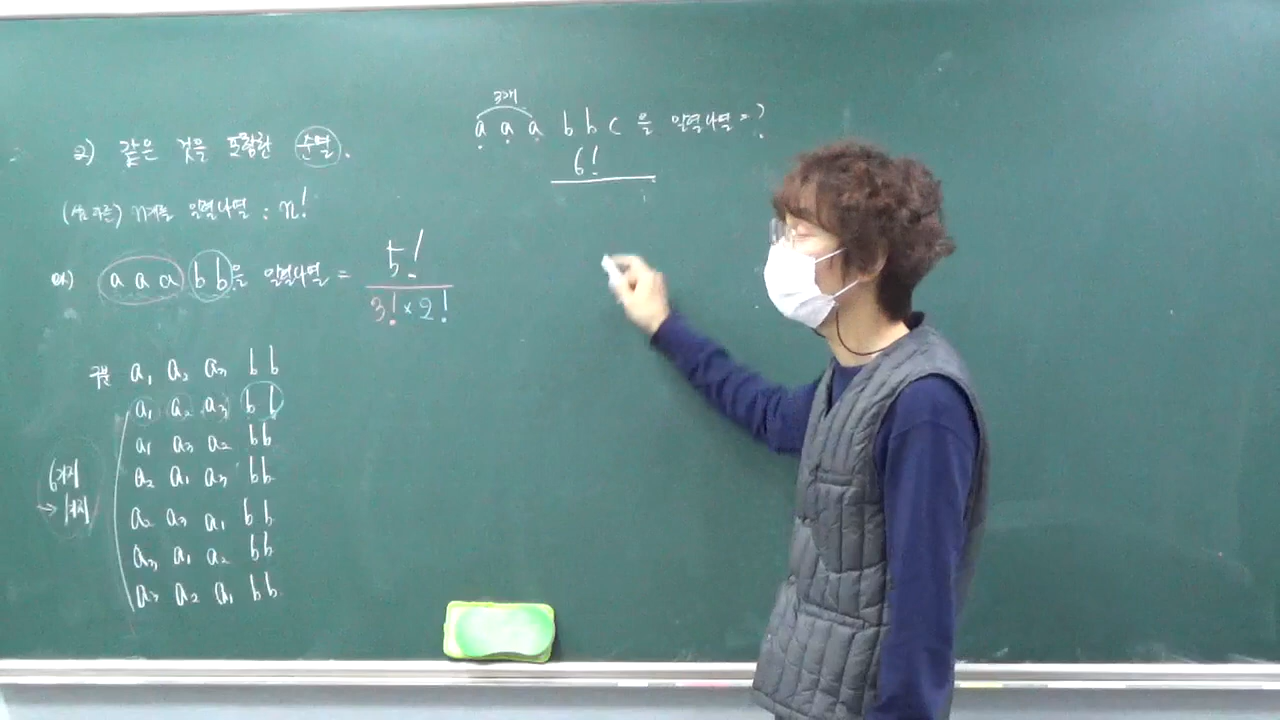 2) 같은 것을 포함한 순열.
(서로 다른) n개를 일렬나열 : n!
ex) a a a b b을 일렬나열 = 5! / 3! × 2!
구분 a₁ a₂ a₃ b b
a₁ a₂ a₃ b b
a₁ a₃ a₂ b b
a₂ a₁ a₃ b b
a₂ a₃ a₁ b b
a₃ a₁ a₂ b b
a₃ a₂ a₁ b b
6가지
→ 1가지
3개
a a a b b c 을 일렬나열 = ?
6!